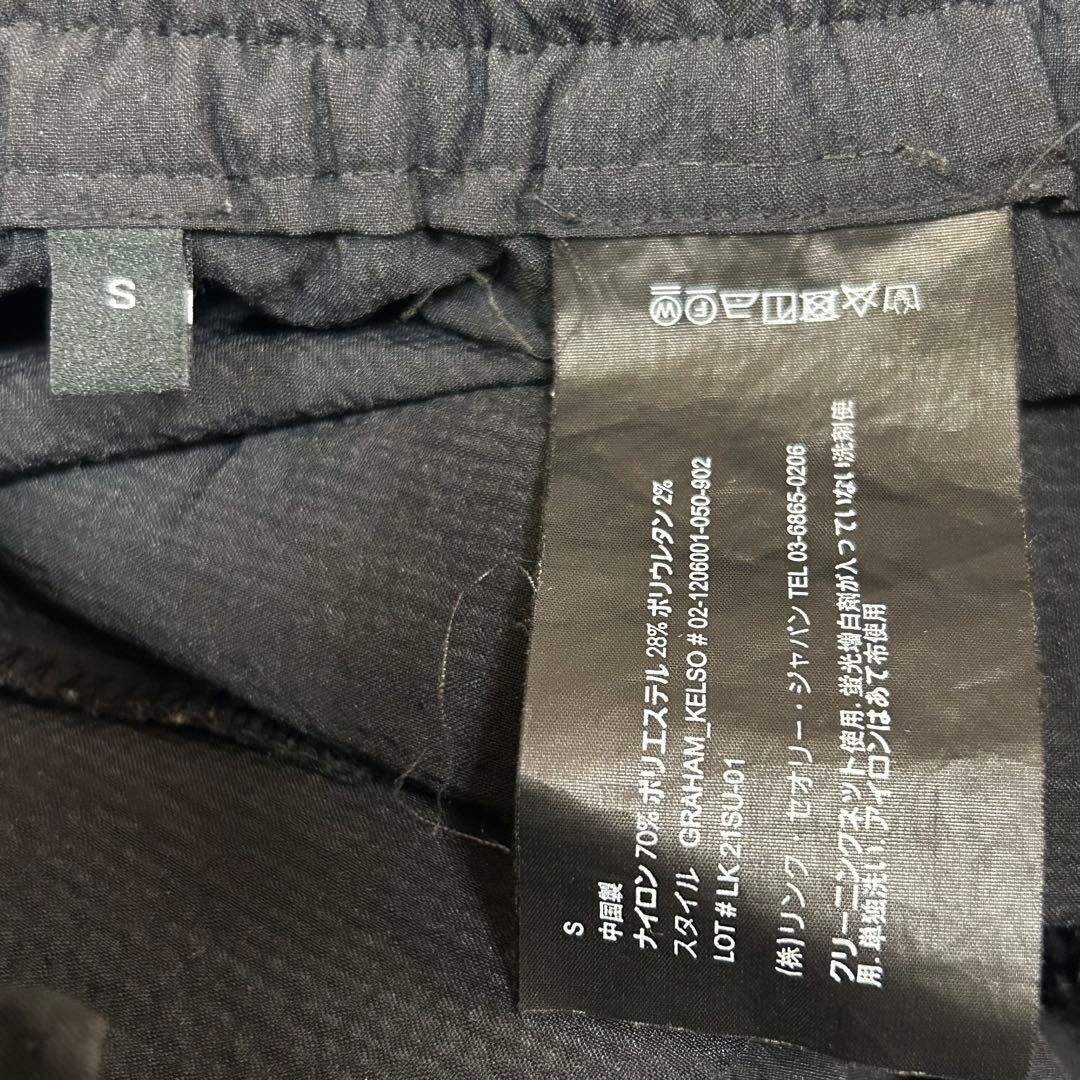 S
S
中国製
ナイロン 70% ポリエステル 28% ポリウレタン 2%
スタイル GRAHAM_KELSO # 02-1206001-050-902
LOT # LK 21SU-01
(株)リンク・セオリー・ジャパン TEL 03-6865-0206
クリーニングネット使用. 蛍光増白剤が入っていない洗剤使
用. 単独洗い. アイロンはあて布使用
W
F